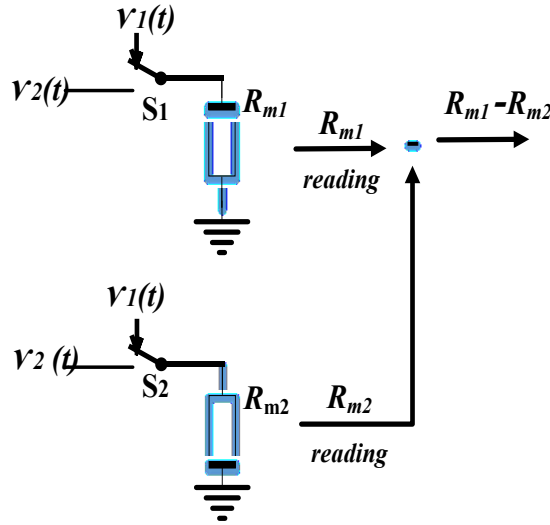 v1(t)
v2(t)
S1
Rm1
Rm1
reading
Rm1-Rm2
v1(t)
v2 (t)
S2
Rm2
Rm2
reading